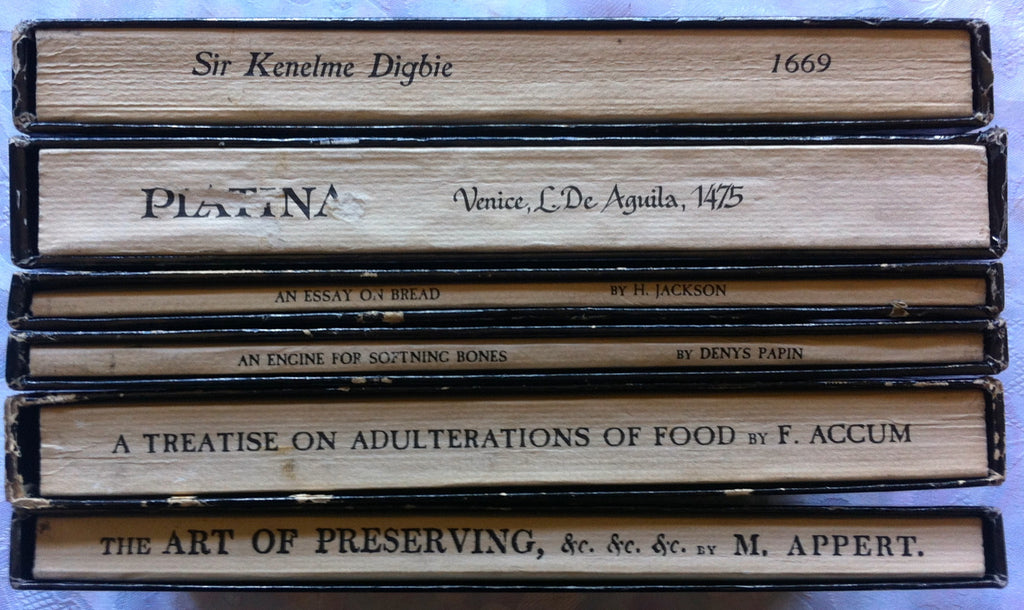 Sir Kenelme Digbie 1669
PLATINA Venice, L. De Aguila, 1475
AN ESSAY ON BREAD BY H. JACKSON
AN ENGINE FOR SOFTNING BONES BY DENYS PAPIN
A TREATISE ON ADULTERATIONS OF FOOD BY F. ACCUM
THE ART OF PRESERVING, &c. &c. &c. BY M. APPERT.